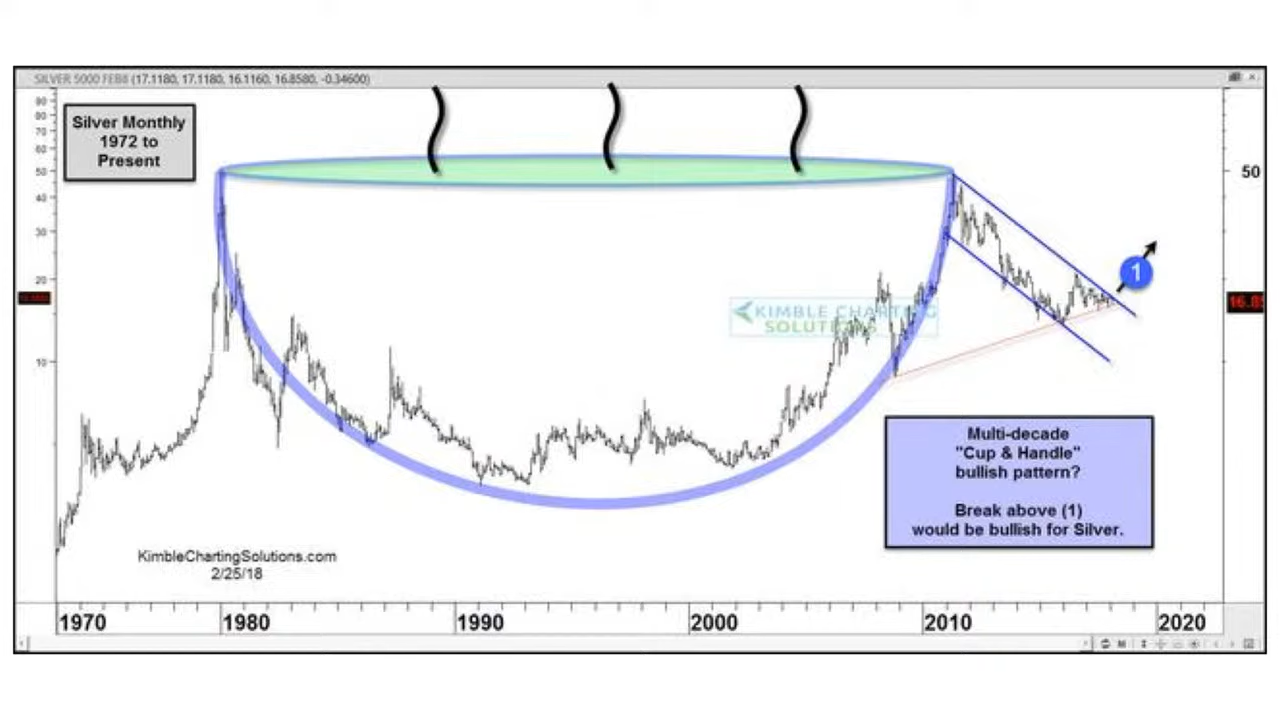 SILVER 5000 FEB8 (17.1180, 17.1180, 16.1160, 16.8580, -0.34600)
Silver Monthly
1972 to
Present
90
80
70
60
50
40
30
20
10
50
16.85
1
KIMBLE CHARTING
SOLUTIONS
Multi-decade
"Cup & Handle"
bullish pattern?
Break above (1)
would be bullish for Silver.
KimbleChartingSolutions.com
2/25/18
1970
1980
1990
2000
2010
2020